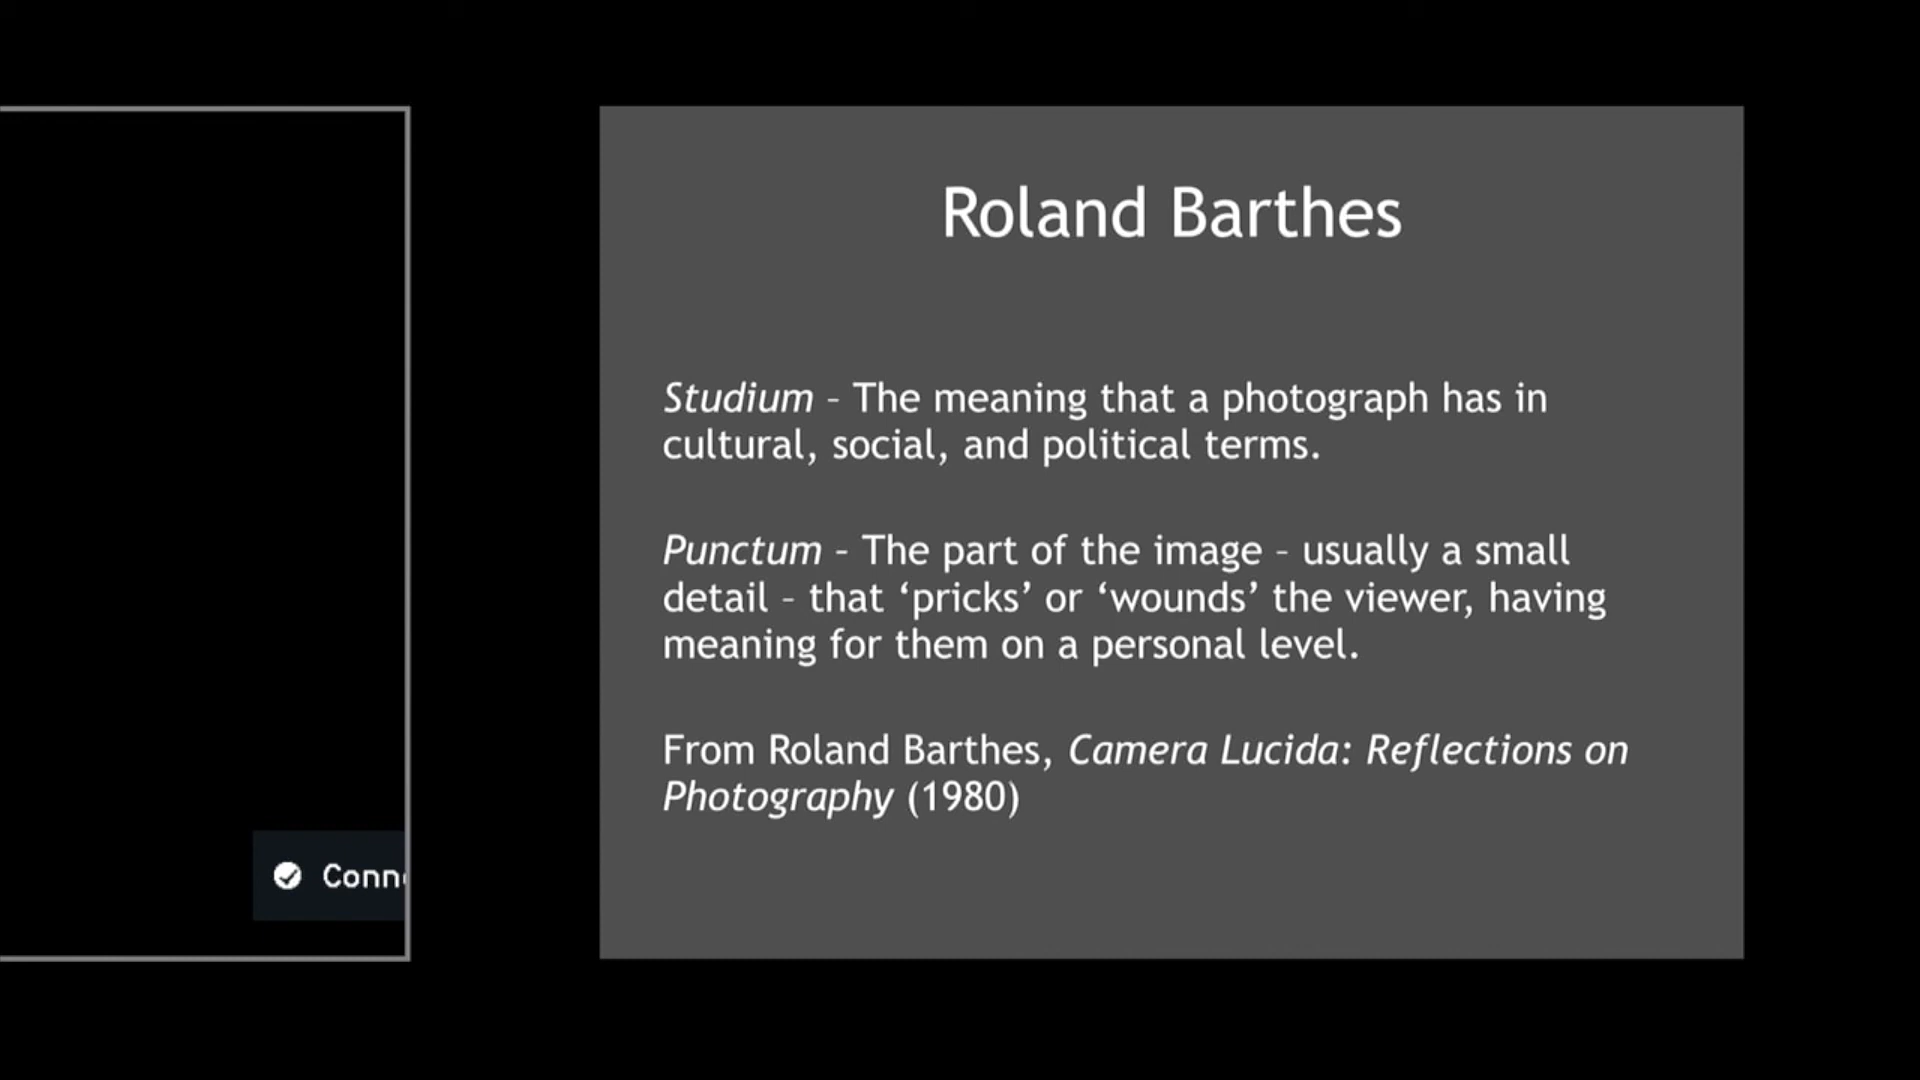 Roland Barthes
Studium – The meaning that a photograph has in
cultural, social, and political terms.
Punctum – The part of the image – usually a small
detail – that ‘pricks’ or ‘wounds’ the viewer, having
meaning for them on a personal level.
From Roland Barthes, Camera Lucida: Reflections on
Photography (1980)